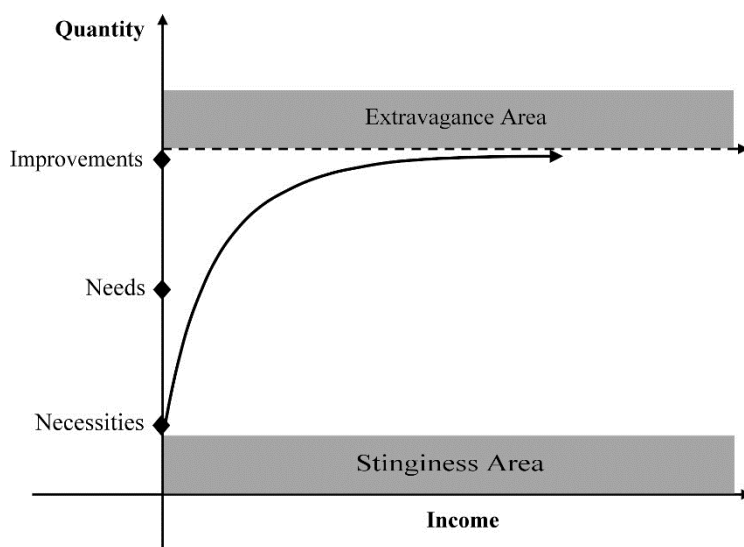 Quantity
Extravagance Area
Improvements
Needs
Necessities
Stinginess Area
Income